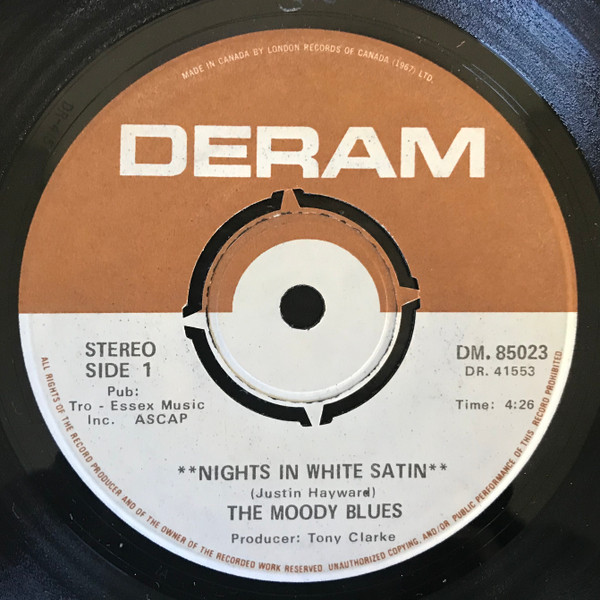 MADE IN CANADA BY LONDON RECORDS OF CANADA (1967) LTD.
DERAM
STEREO
SIDE 1
Pub:
Tro - Essex Music
Inc. ASCAP
DM. 85023
DR. 41553
Time: 4:26
**NIGHTS IN WHITE SATIN**
(Justin Hayward)
THE MOODY BLUES
Producer: Tony Clarke
ALL RIGHTS OF THE RECORD PRODUCER AND OF THE OWNER OF THE RECORDED WORK RESERVED. UNAUTHORIZED COPYING, AND/OR PUBLIC PERFORMANCE OF THIS RECORD PROHIBITED.